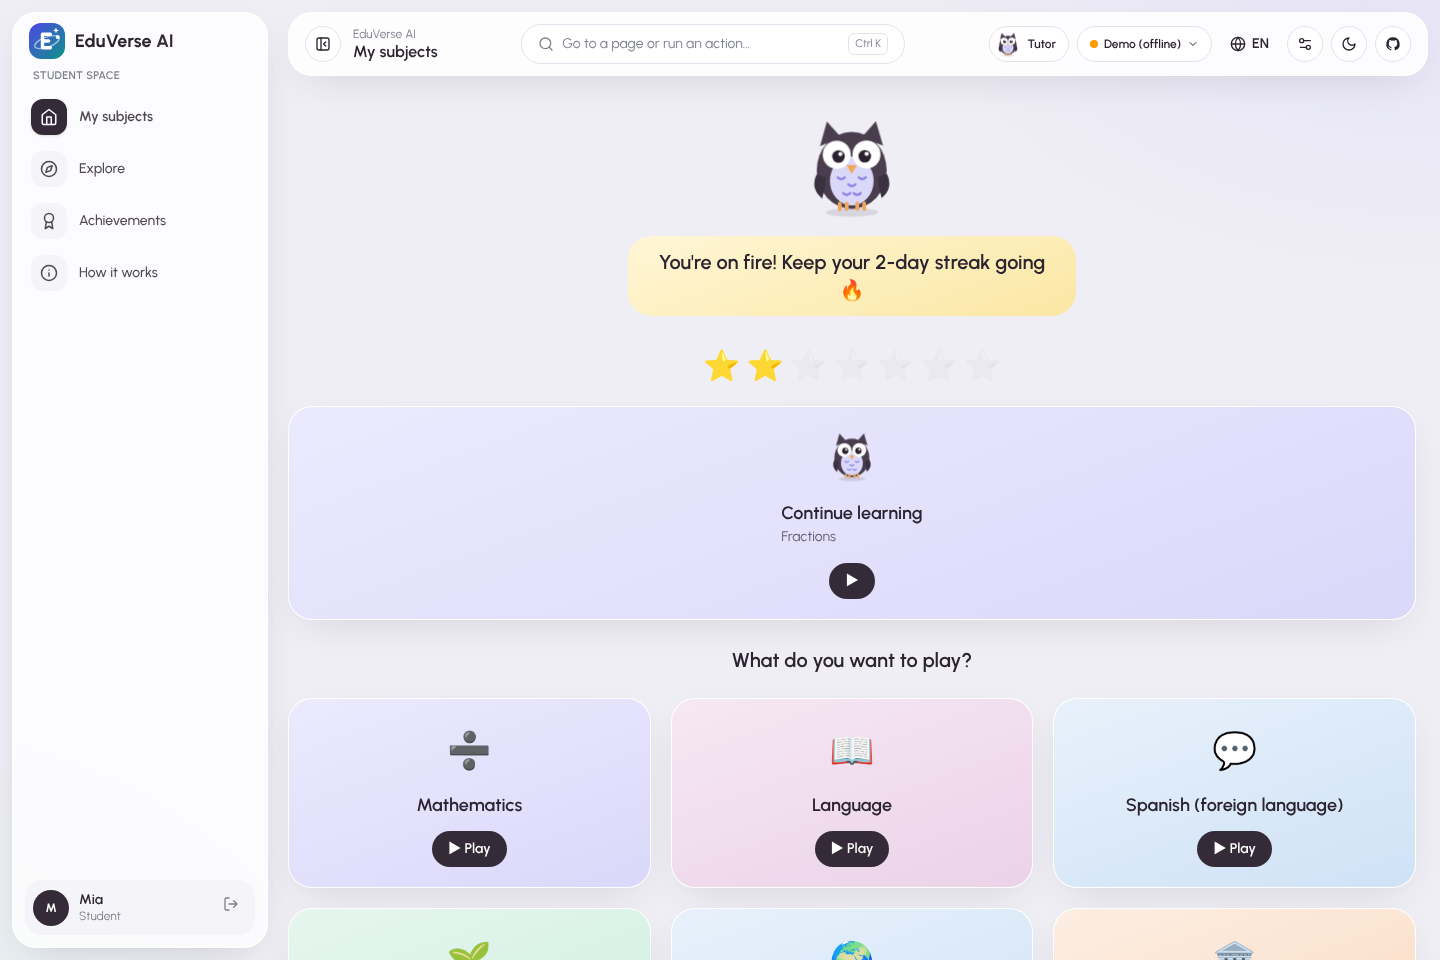 EduVerse AI
STUDENT SPACE
My subjects
Explore
Achievements
How it works
M
Mia
Student
EduVerse AI
My subjects
Go to a page or run an action...
Ctrl K
Tutor
Demo (offline)
EN
You're on fire! Keep your 2-day streak going
🔥
Continue learning
Fractions
What do you want to play?
Mathematics
▶ Play
Language
▶ Play
Spanish (foreign language)
▶ Play